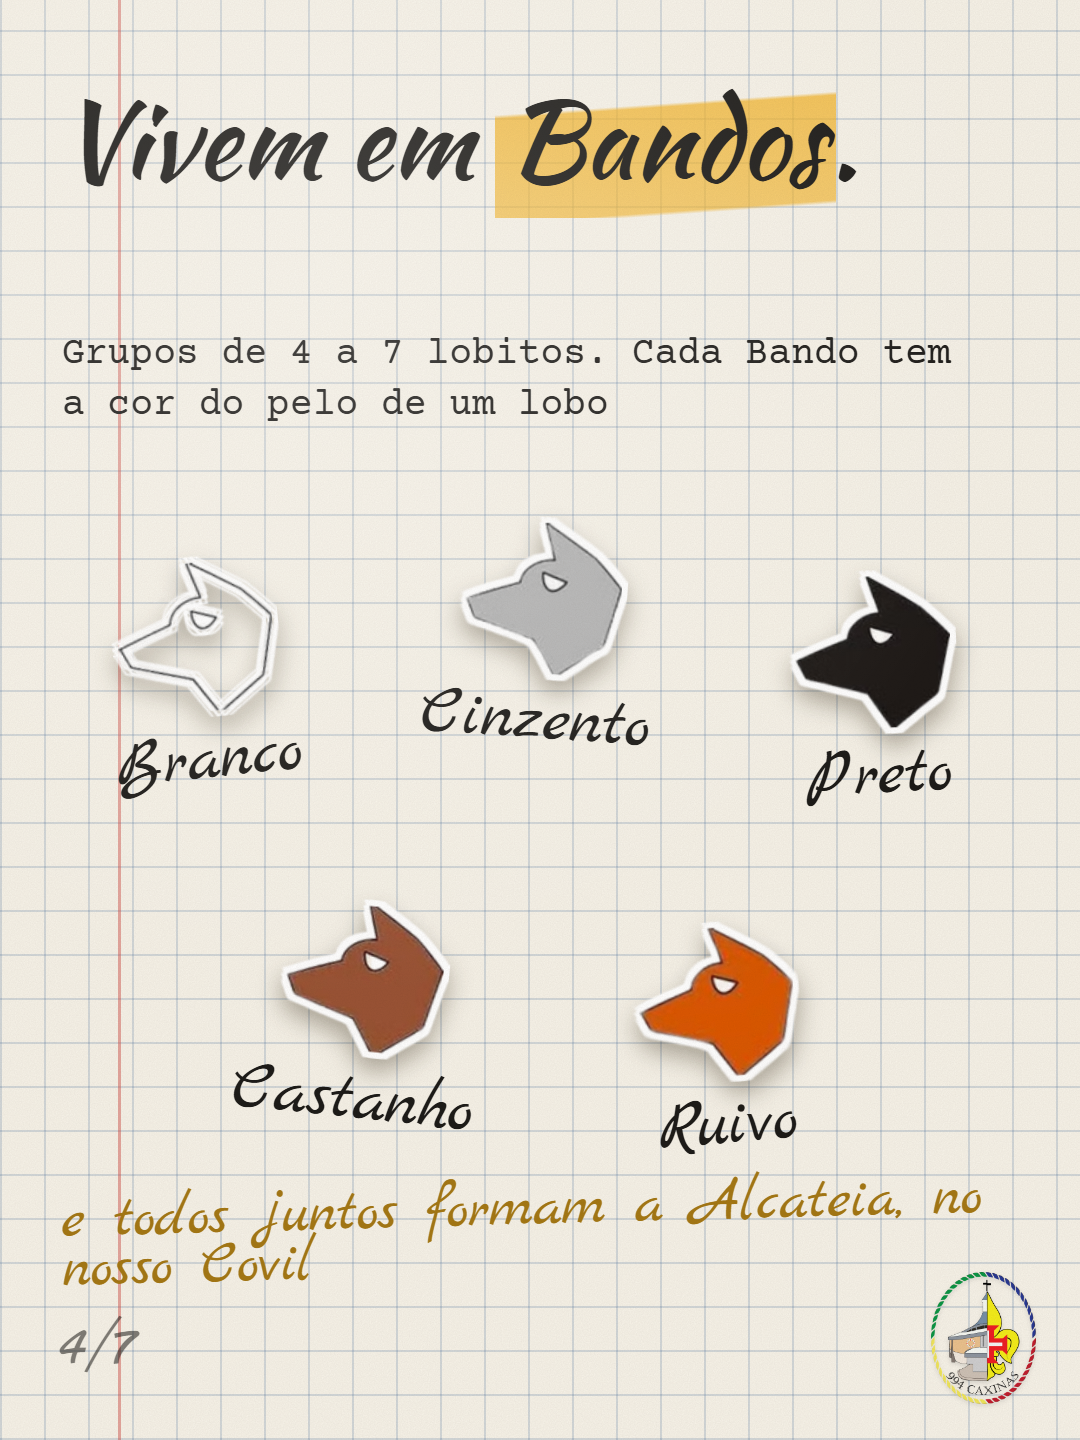 Vivem em Bandos.
Grupos de 4 a 7 lobitos. Cada Bando tem
a cor do pelo de um lobo
Branco
Cinzento
Preto
Castanho
Ruivo
e todos juntos formam a Alcateia, no
nosso Covil
4/7
994 CAXINAS